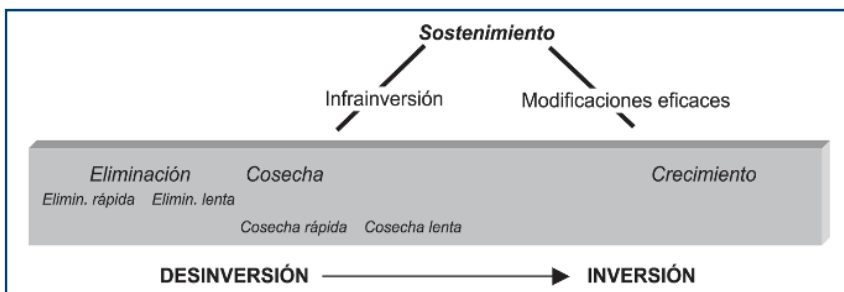 Sostenimiento
Infrainversión Modificaciones eficaces
Eliminación Cosecha Crecimiento
Elimin. rápida Elimin. lenta
Cosecha rápida Cosecha lenta
DESINVERSIÓN INVERSIÓN